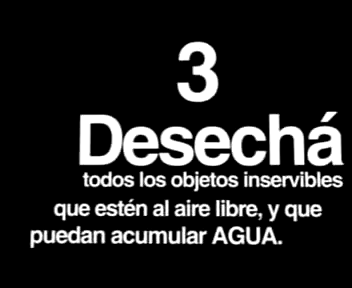 3
Desechá
todos los objetos inservibles
que estén al aire libre, y que
puedan acumular AGUA.